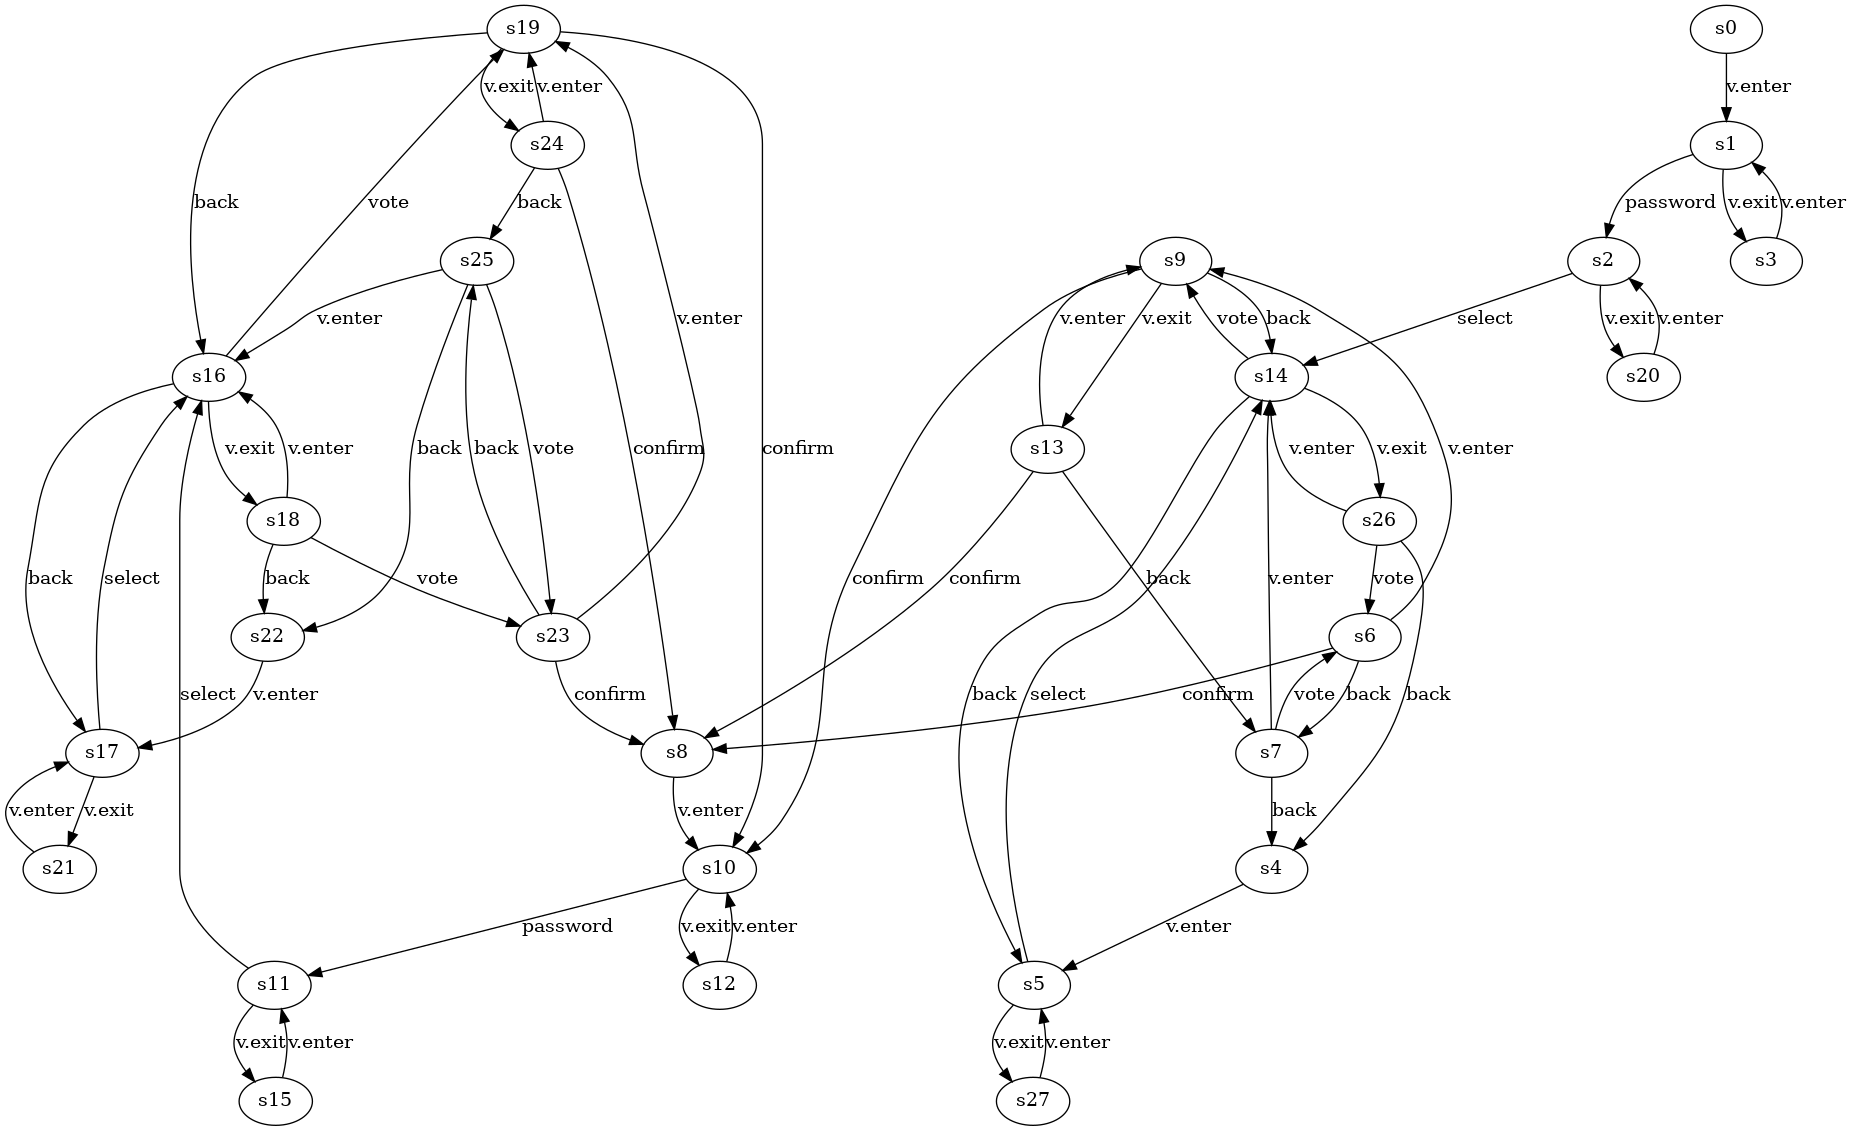 s19
s0
v.exit
v.enter
v.enter
s24
s1
back
vote
back
password
v.exit
v.enter
s25
s9
s2
s3
v.enter
v.enter
confirm
v.enter
v.exit
vote
back
select
v.exit
v.enter
s16
s14
s20
v.exit
v.enter
back
back
vote
confirm
confirm
s13
v.enter
v.exit
v.enter
s18
s26
back
select
back
vote
confirm
confirm
back
v.enter
vote
s22
s23
s6
select
v.enter
confirm
back
select
confirm
vote
back
back
s17
s8
s7
v.enter
v.exit
v.enter
back
s21
s10
s4
password
v.exit
v.enter
v.enter
s11
s12
s5
v.exit
v.enter
v.exit
v.enter
s15
s27